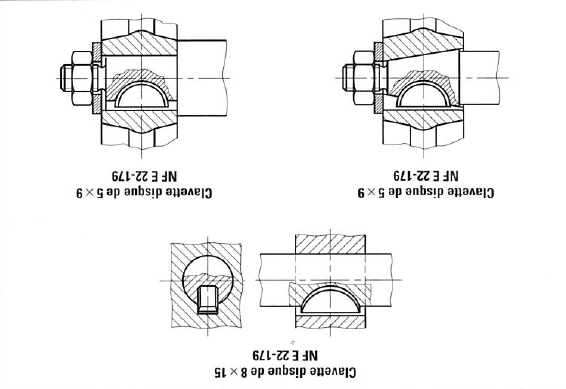 Clavette disque de 8 × 15
NF E 22-179
Clavette disque de 5 × 9
NF E 22-179
Clavette disque de 5 × 9
NF E 22-179